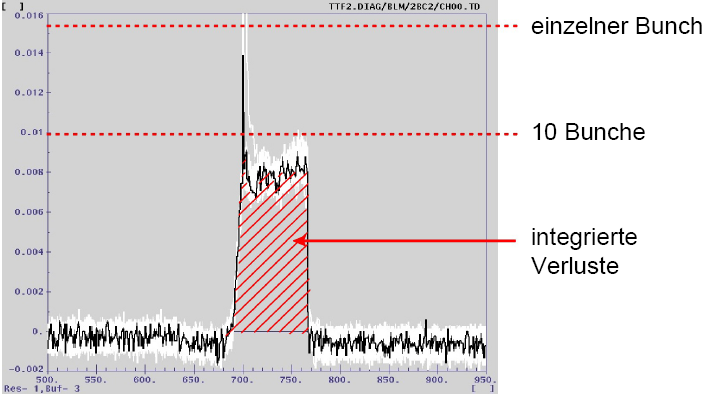 [ ] TTF2.DIAG/BLM/2BC2/CH00.TD
0.016
einzelner Bunch
0.014
0.012
0.01
10 Bunche
0.008
0.006
0.004
integrierte
Verluste
0.002
0.
-0.002
500. 550. 600. 650. 700. 750. 800. 850. 900. 950.
Res- 1,Buf- 3 [ ]